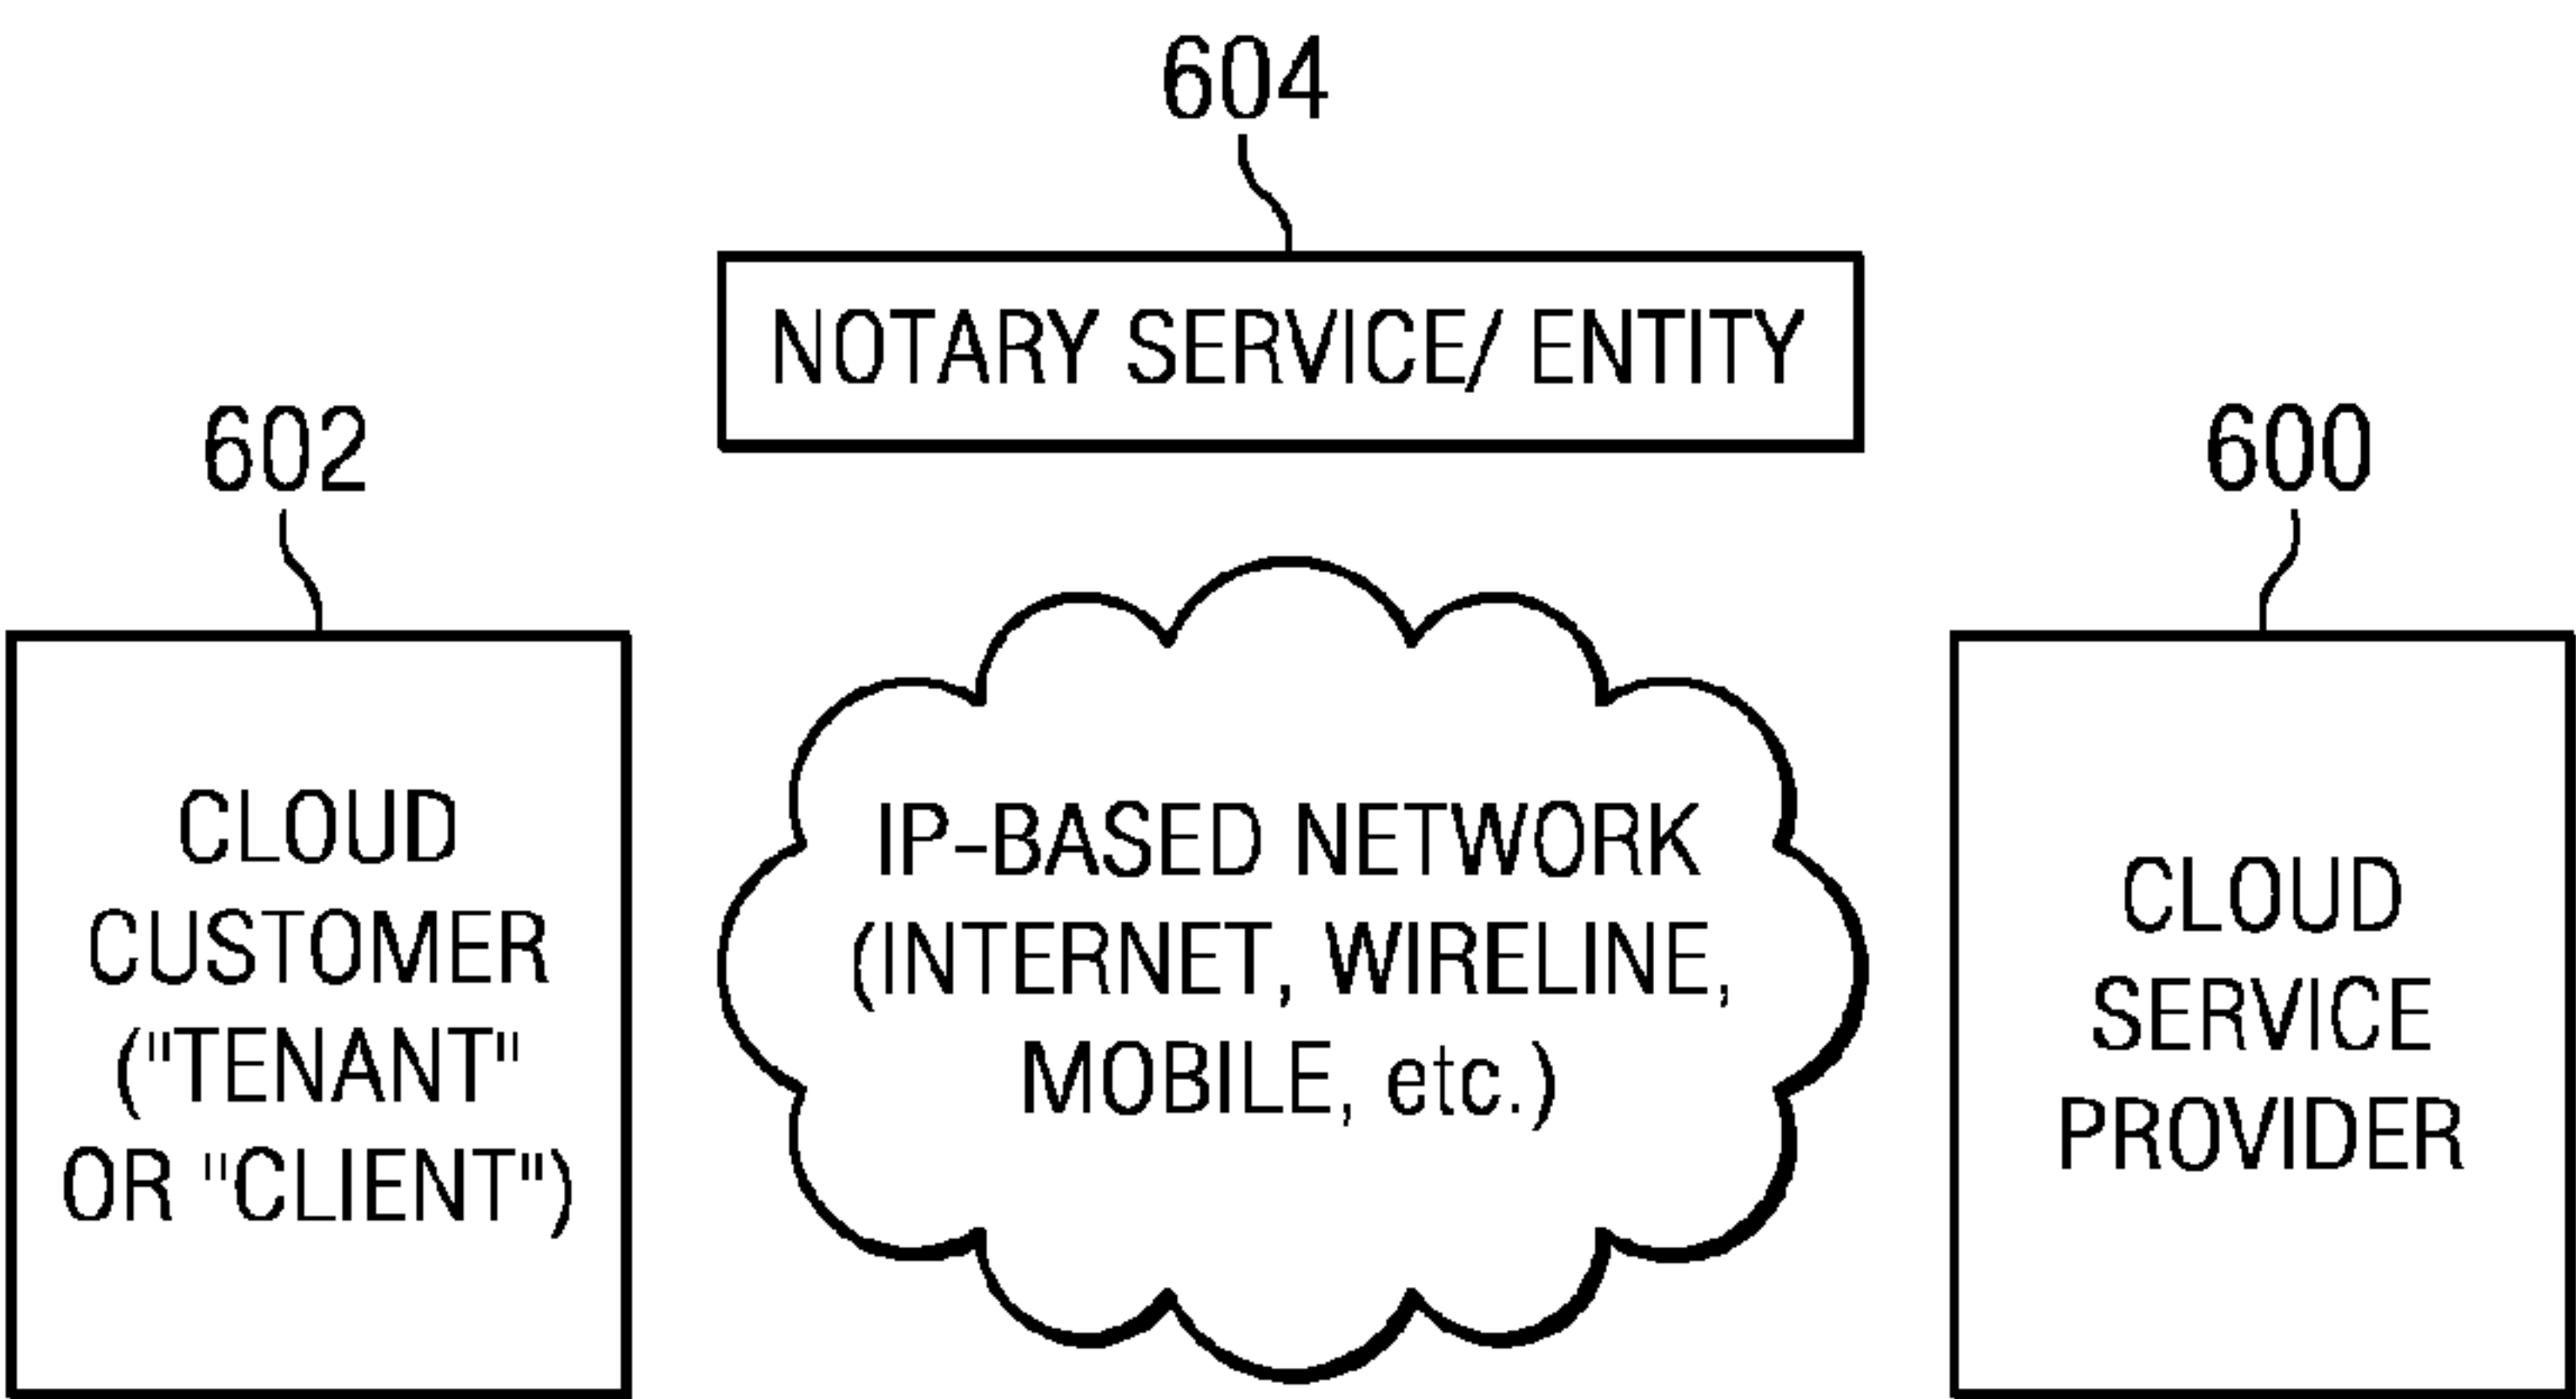 604
NOTARY SERVICE/ ENTITY
602
600
CLOUD
CUSTOMER
("TENANT"
OR "CLIENT")
IP-BASED NETWORK
(INTERNET, WIRELINE,
MOBILE, etc.)
CLOUD
SERVICE
PROVIDER